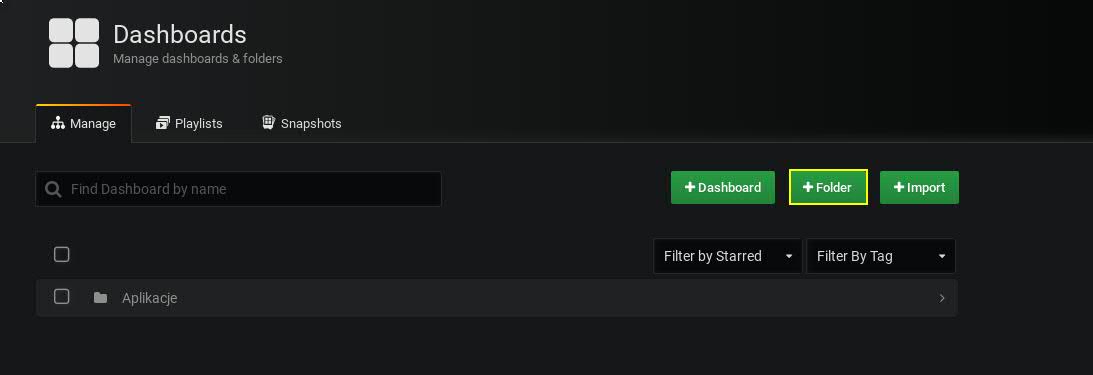 Dashboards
Manage dashboards & folders
Manage Playlists Snapshots
Find Dashboard by name + Dashboard + Folder + Import
Filter by Starred Filter By Tag
Aplikacje